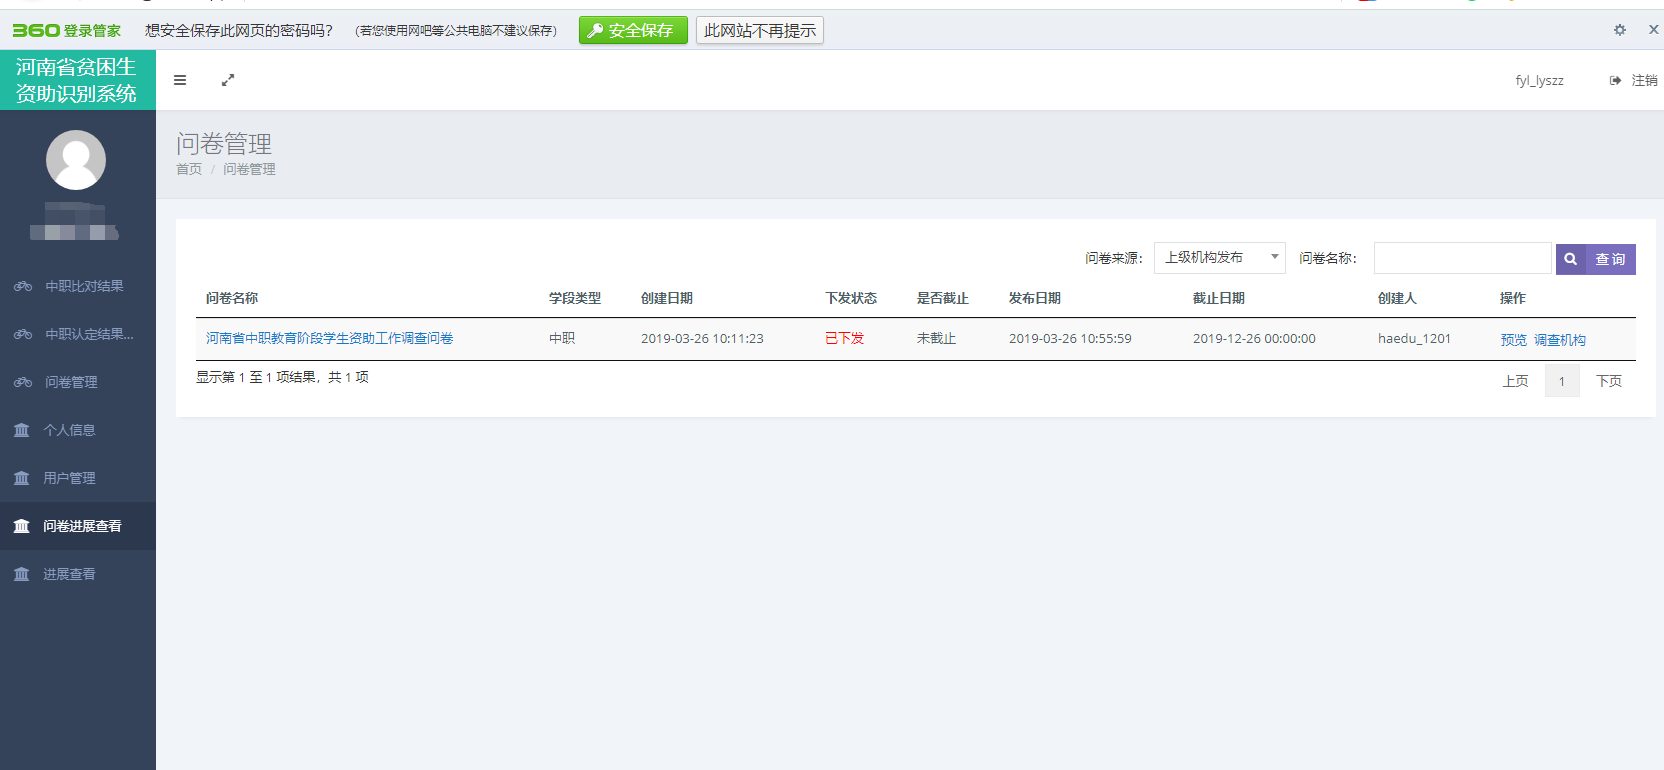 360 登录管家 想安全保存此网页的密码吗? (若您使用网吧等公共电脑不建议保存) 安全保存 此网站不再提示
河南省贫困生
资助识别系统
fyl_lyszz 注销
问卷管理
首页 / 问卷管理
中职比对结果
中职认定结果...
问卷管理
个人信息
用户管理
问卷进展查看
进展查看
问卷来源: 上级机构发布 问卷名称: 查询
问卷名称 学段类型 创建日期 下发状态 是否截止 发布日期 截止日期 创建人 操作
河南省中职教育阶段学生资助工作调查问卷 中职 2019-03-26 10:11:23 已下发 未截止 2019-03-26 10:55:59 2019-12-26 00:00:00 haedu_1201 预览 调查机构
显示第 1 至 1 项结果，共 1 项
上页 1 下页